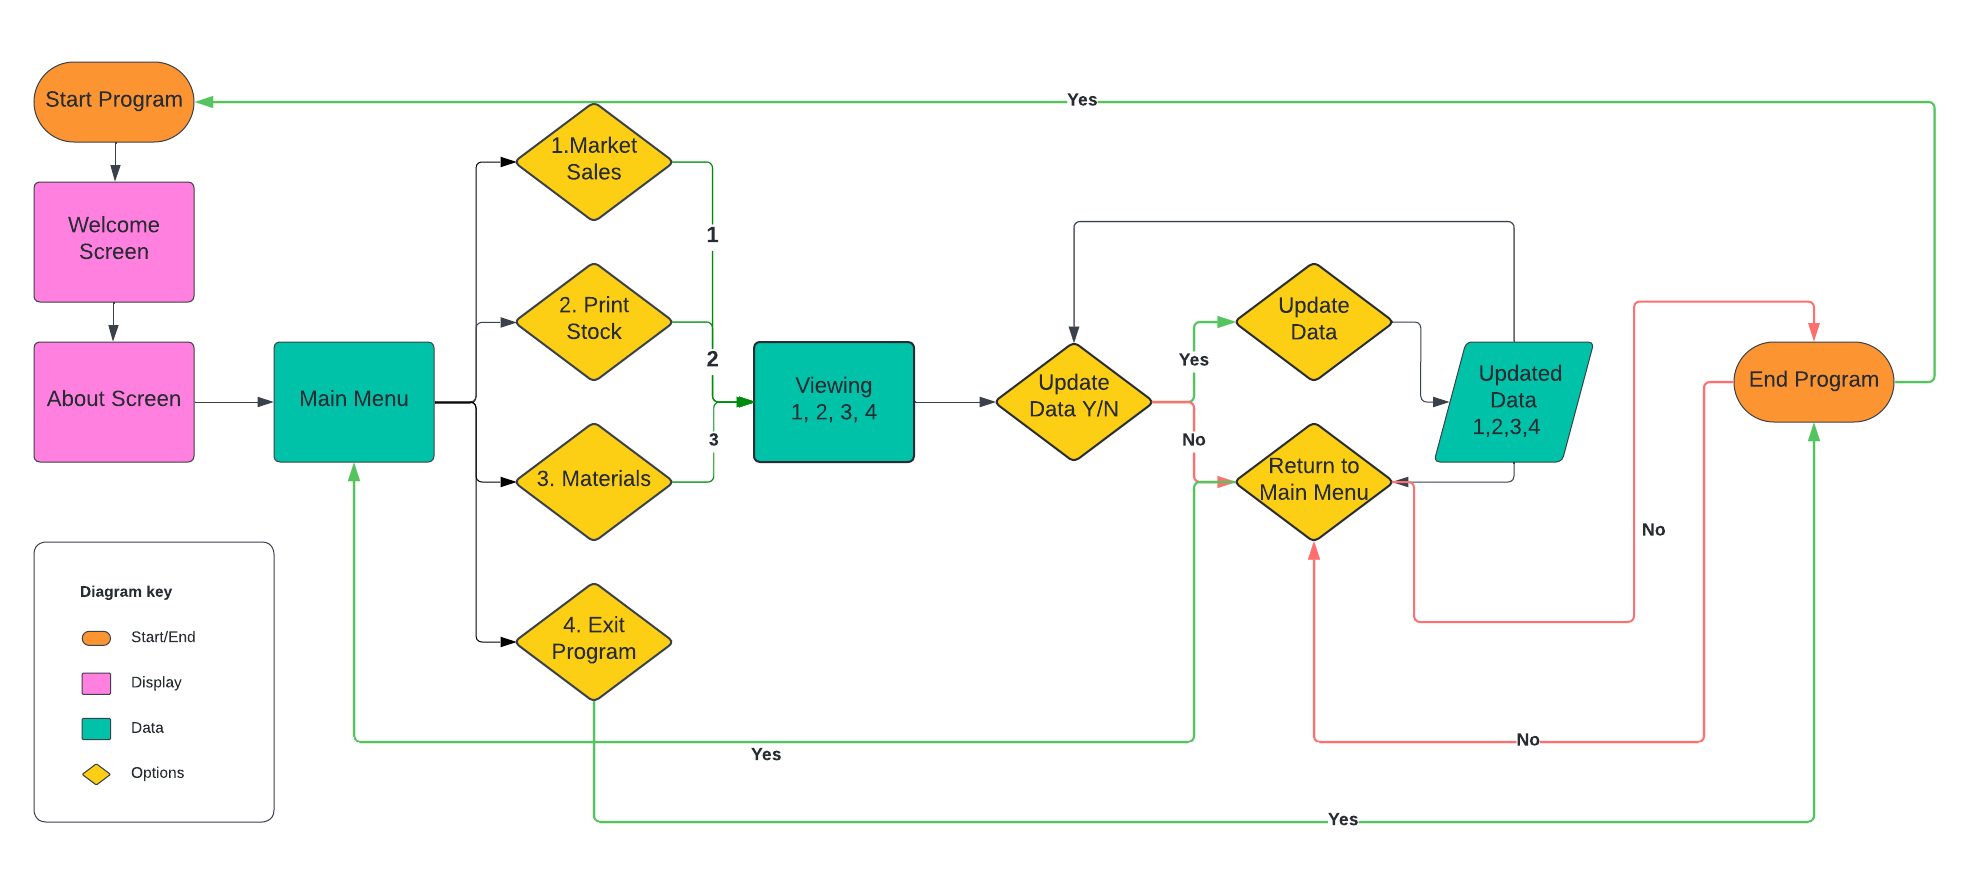 Start Program
Yes
1.Market
Sales
Welcome
Screen
1
2. Print
Stock
Update
Data
2
Yes
About Screen
Main Menu
Viewing
1, 2, 3, 4
Update
Data Y/N
Updated
Data
1,2,3,4
End Program
3
No
3. Materials
Return to
Main Menu
No
Diagram key
Start/End
Display
Data
Options
4. Exit
Program
Yes
No
Yes